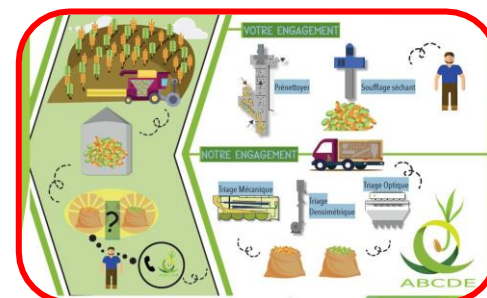 VOTRE ENGAGEMENT
Prénettoyer
Soufflage séchant
NOTRE ENGAGEMENT
Triage Mécanique
Triage
Densimétrique
Triage Optique
?
ABCDE